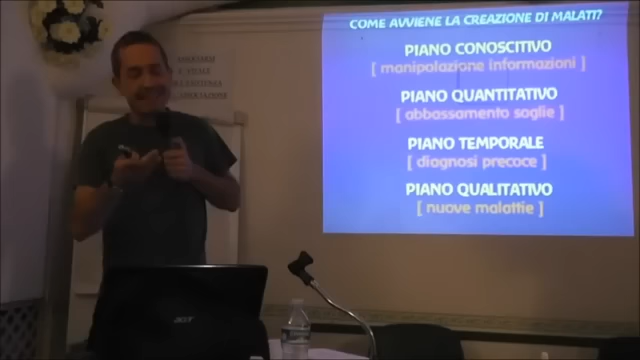 COME AVVIENE LA CREAZIONE DI MALATI?
PIANO CONOSCITIVO
[ manipolazione informazioni ]
PIANO QUANTITATIVO
[ abbassamento soglie ]
PIANO TEMPORALE
[ diagnosi precoce ]
PIANO QUALITATIVO
[ nuove malattie ]
acer